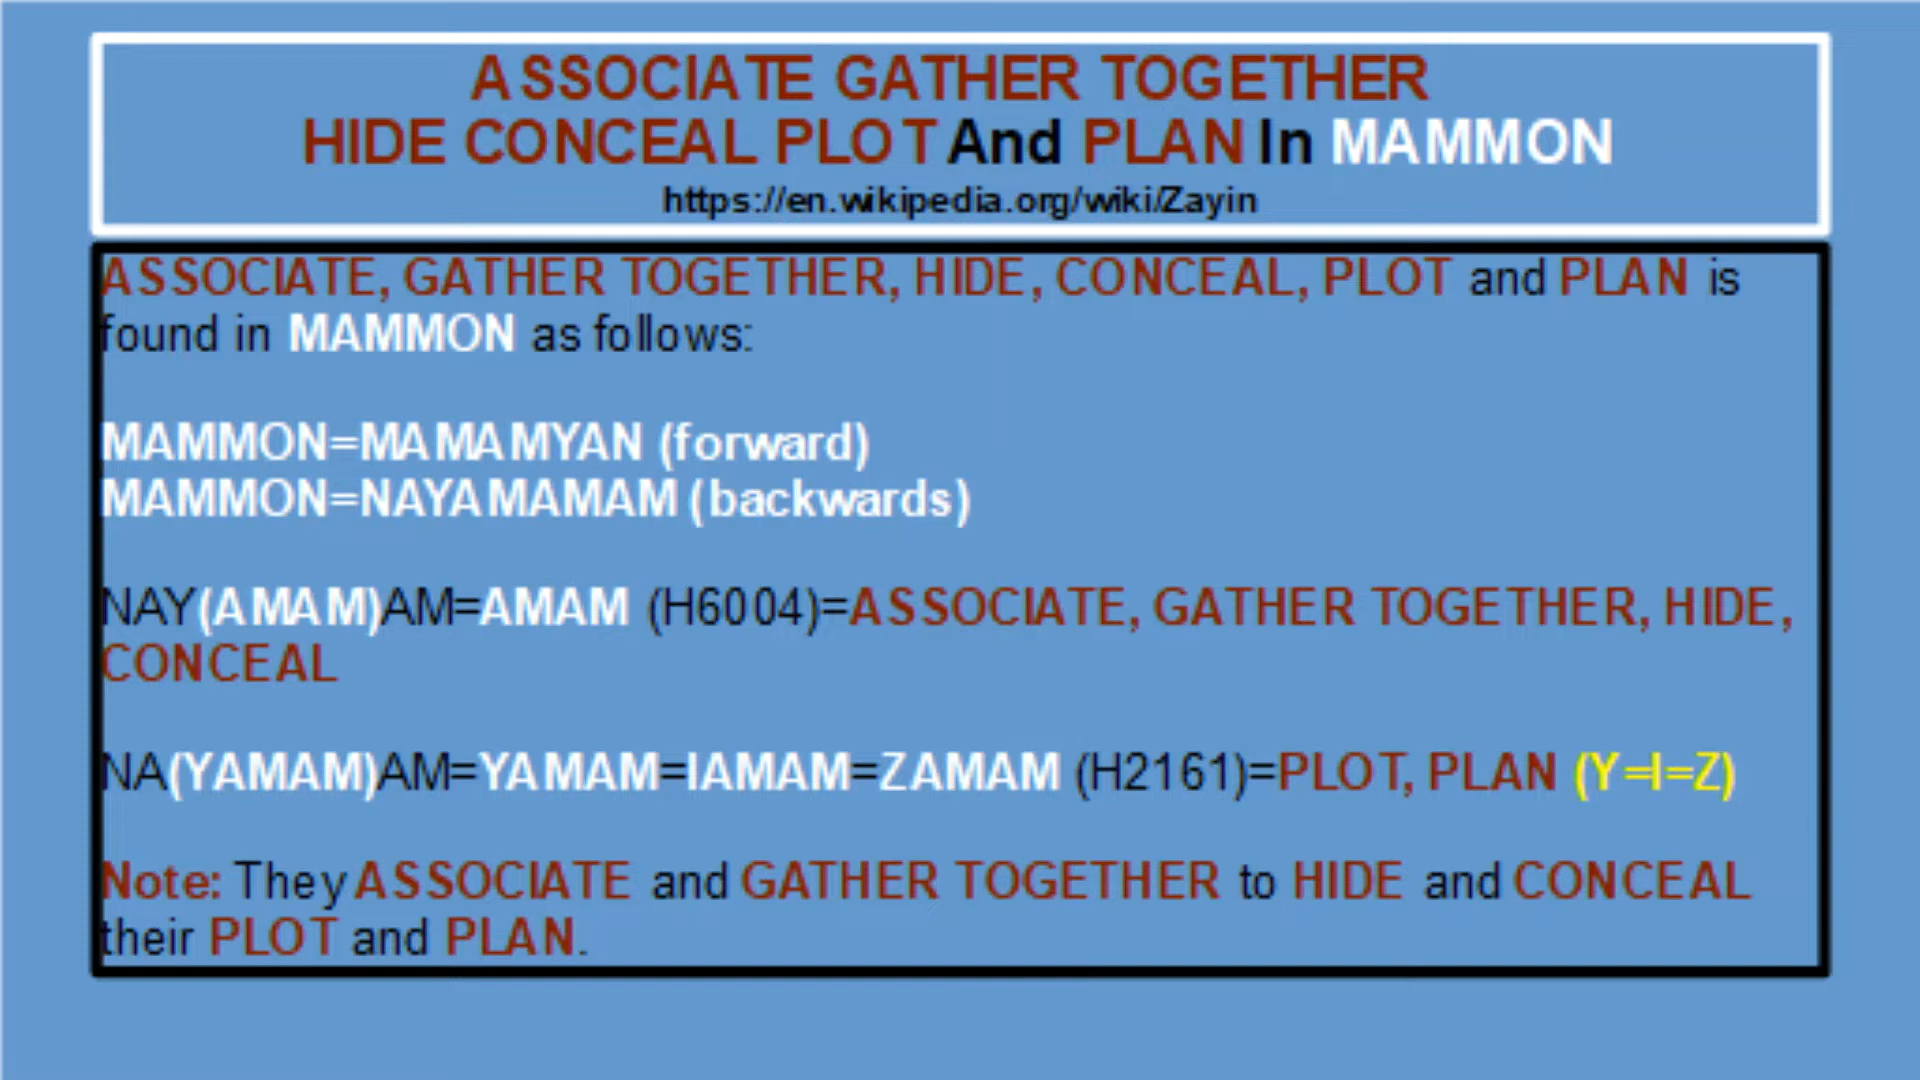 ASSOCIATE GATHER TOGETHER
HIDE CONCEAL PLOT And PLAN In MAMMON
https://en.wikipedia.org/wiki/Zayin
ASSOCIATE, GATHER TOGETHER, HIDE, CONCEAL, PLOT and PLAN is
found in MAMMON as follows:
MAMMON=MAMAMYAN (forward)
MAMMON=NAYAMAMAM (backwards)
NAY(AMAM)AM=AMAM (H6004)=ASSOCIATE, GATHER TOGETHER, HIDE,
CONCEAL
NA(YAMAM)AM=YAMAM=IAMAM=ZAMAM (H2161)=PLOT, PLAN (Y=I=Z)
Note: They ASSOCIATE and GATHER TOGETHER to HIDE and CONCEAL
their PLOT and PLAN.